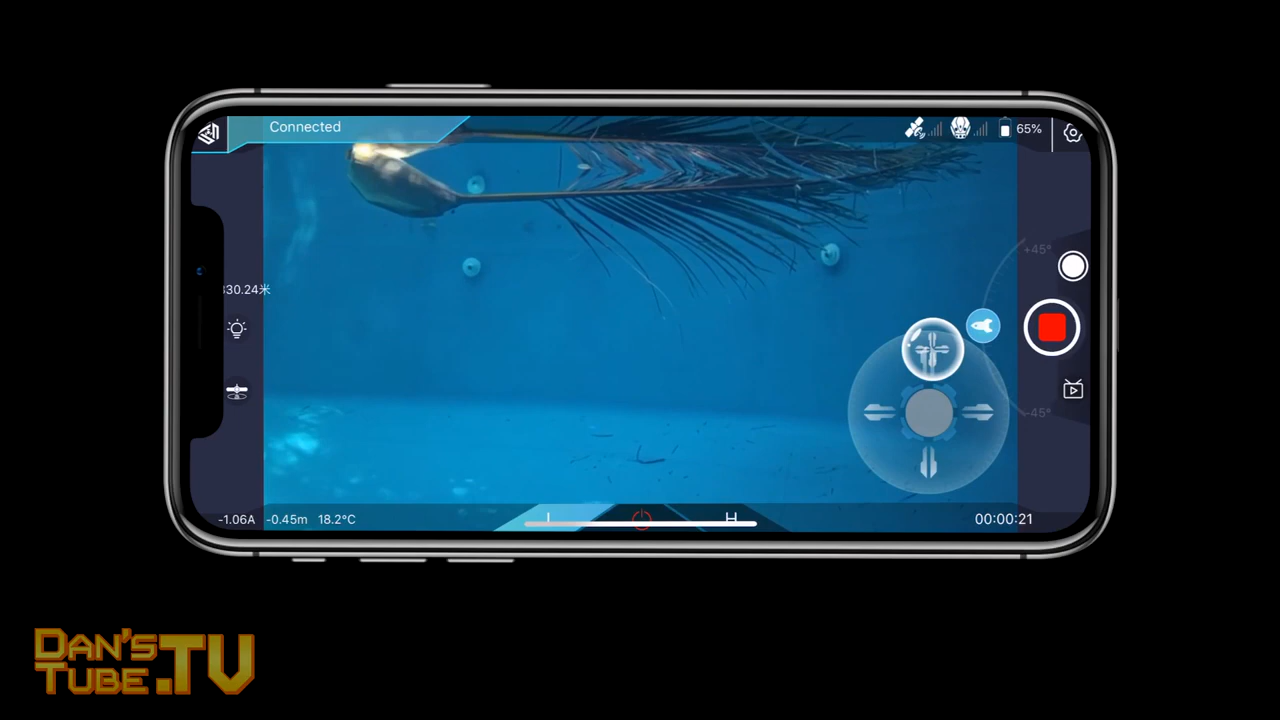 Connected
65%
+45°
30.24米
-45°
-1.06A -0.45m 18.2°C
L
H
00:00:21
DAN'S
TUBE.TV